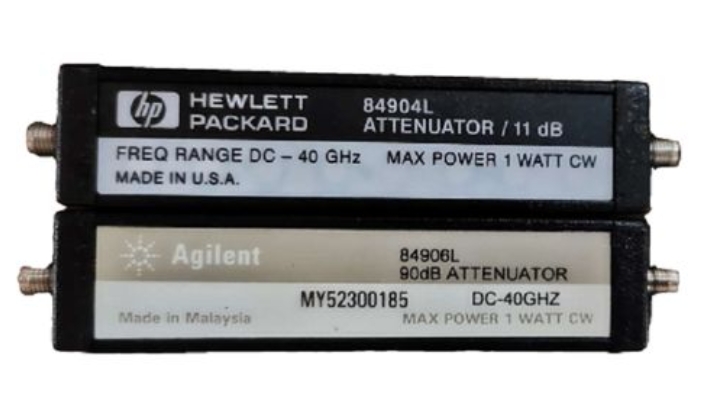 hp HEWLETT PACKARD
84904L
ATTENUATOR / 11 dB
FREQ RANGE DC – 40 GHz MAX POWER 1 WATT CW
MADE IN U.S.A.
Agilent
84906L
90dB ATTENUATOR
MY52300185 DC-40GHZ
Made in Malaysia MAX POWER 1 WATT CW